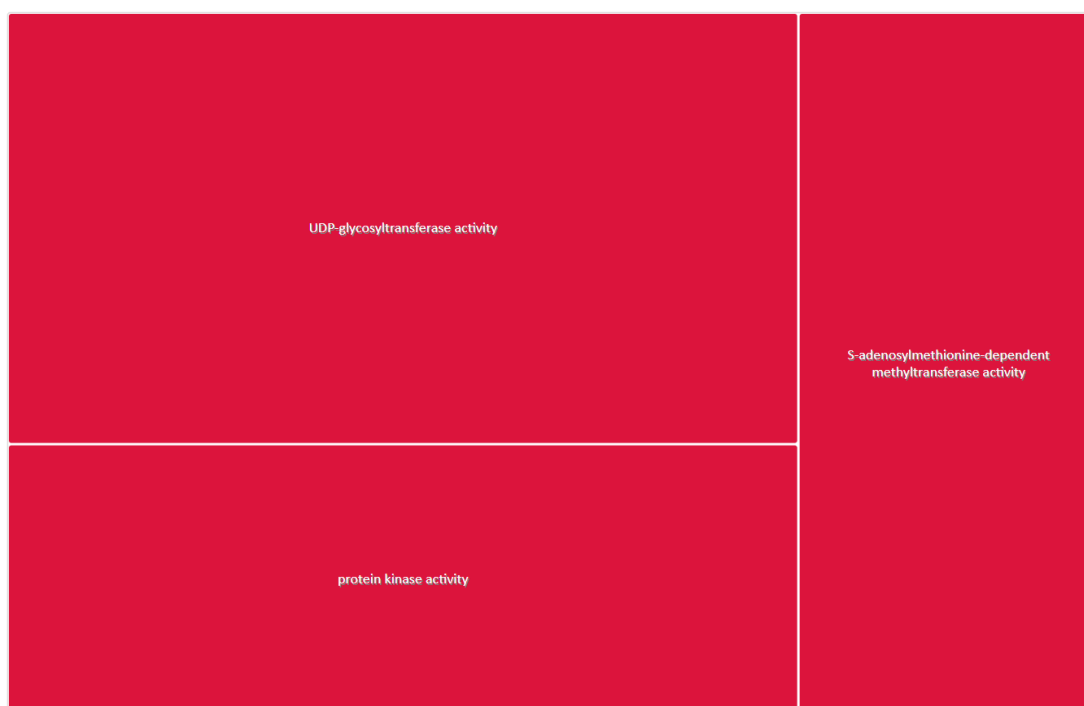 UDP-glycosyltransferase activity
S-adenosylmethionine-dependent
methyltransferase activity
protein kinase activity